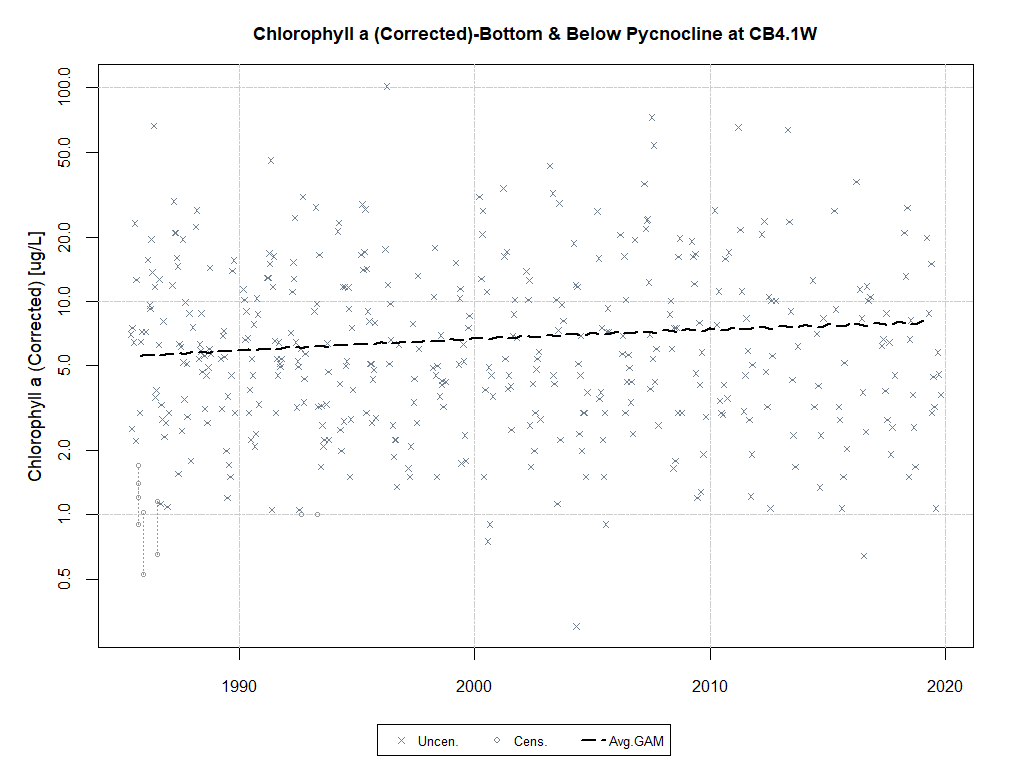 Chlorophyll a (Corrected)-Bottom & Below Pycnocline at CB4.1W
Chlorophyll a (Corrected) [ug/L]
100.0
50.0
20.0
10.0
5.0
2.0
1.0
0.5
1990 2000 2010 2020
Uncen. Cens. Avg.GAM